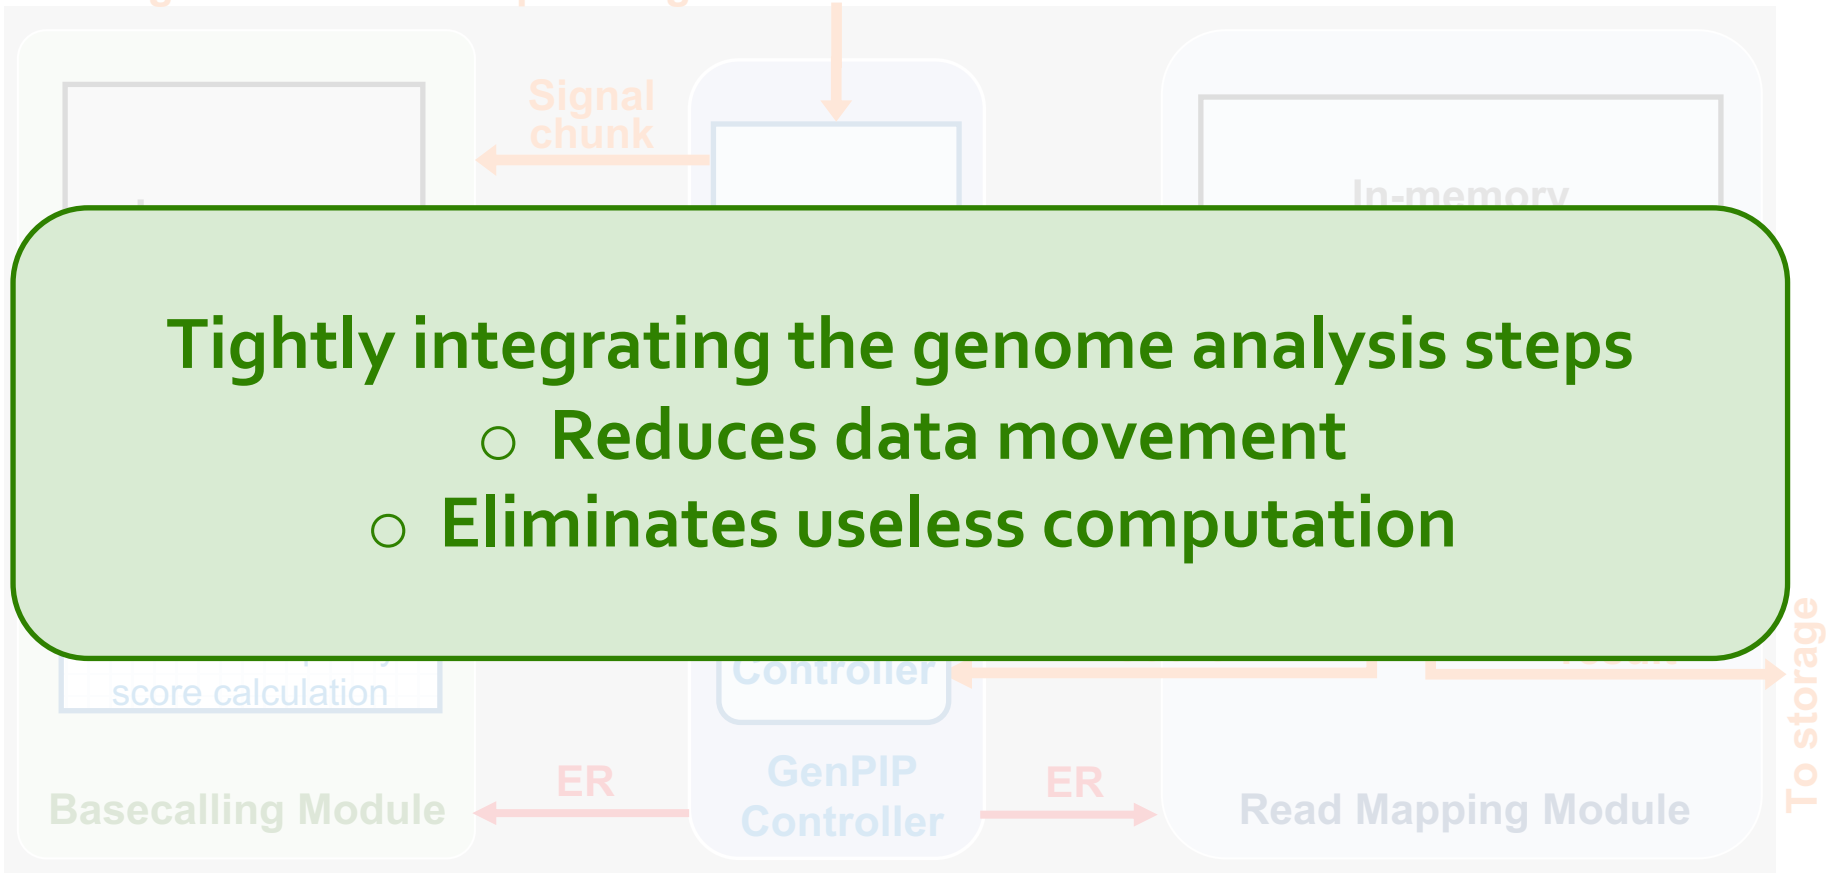 Signal
chunk
In-memory
Tightly integrating the genome analysis steps
o Reduces data movement
o Eliminates useless computation
Controller
score calculation
To storage
ER
GenPIP
Controller
ER
Basecalling Module
Read Mapping Module